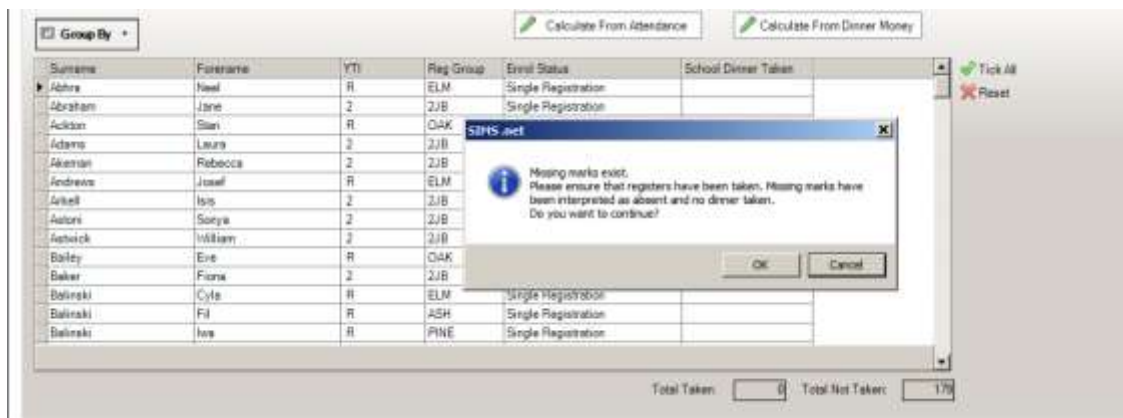 Group By
Calculate From Attendance Calculate From Dinner Money
Surname Forename YTI Reg Group Enrol Status School Dinner Taken
Tick All
Abhra Neel R ELM Single Registration
Reset
Abraham Jane 2 2JB Single Registration
Ackton Stan R OAK
Adams Laura 2 2JB
Akeman Rebecca 2 2JB
Andrews Josef R ELM
Arkell Isis 2 2JB
Astoni Sonya 2 2JB
Astwick William 2 2JB
Bailey Eve R OAK
Baker Fiona 2 2JB
Balinski Cyla R ELM Single Registration
Balinski Fil R ASH Single Registration
Balinski Iwa R PINE Single Registration
SIMS .net
Missing marks exist.
Please ensure that registers have been taken. Missing marks have
been interpreted as absent and no dinner taken.
Do you want to continue?
OK Cancel
Total Taken: 0 Total Not Taken: 179